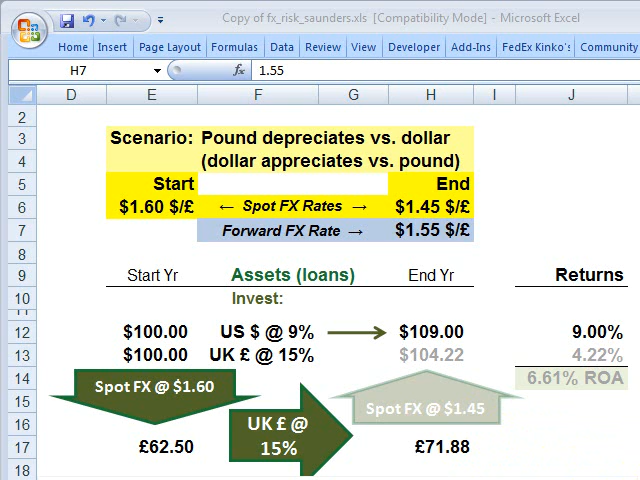 Copy of fx_risk_saunders.xls [Compatibility Mode] - Microsoft Excel
Home Insert Page Layout Formulas Data Review View Developer Add-Ins FedEx Kinko's Community
H7 fx 1.55
D E F G H I J
2
3 Scenario: Pound depreciates vs. dollar
4 (dollar appreciates vs. pound)
5 Start End
6 $1.60 $/£ ← Spot FX Rates → $1.45 $/£
7 Forward FX Rate → $1.55 $/£
8
9 Start Yr Assets (loans) End Yr Returns
10 Invest:
11
12 $100.00 US $ @ 9% $109.00 9.00%
13 $100.00 UK £ @ 15% $104.22 4.22%
14 Spot FX @ $1.60 6.61% ROA
15 Spot FX @ $1.45
16 UK £ @
17 £62.50 15% £71.88
18